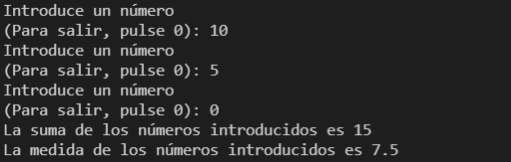 Introduce un número
(Para salir, pulse 0): 10
Introduce un número
(Para salir, pulse 0): 5
Introduce un número
(Para salir, pulse 0): 0
La suma de los números introducidos es 15
La medida de los números introducidos es 7.5